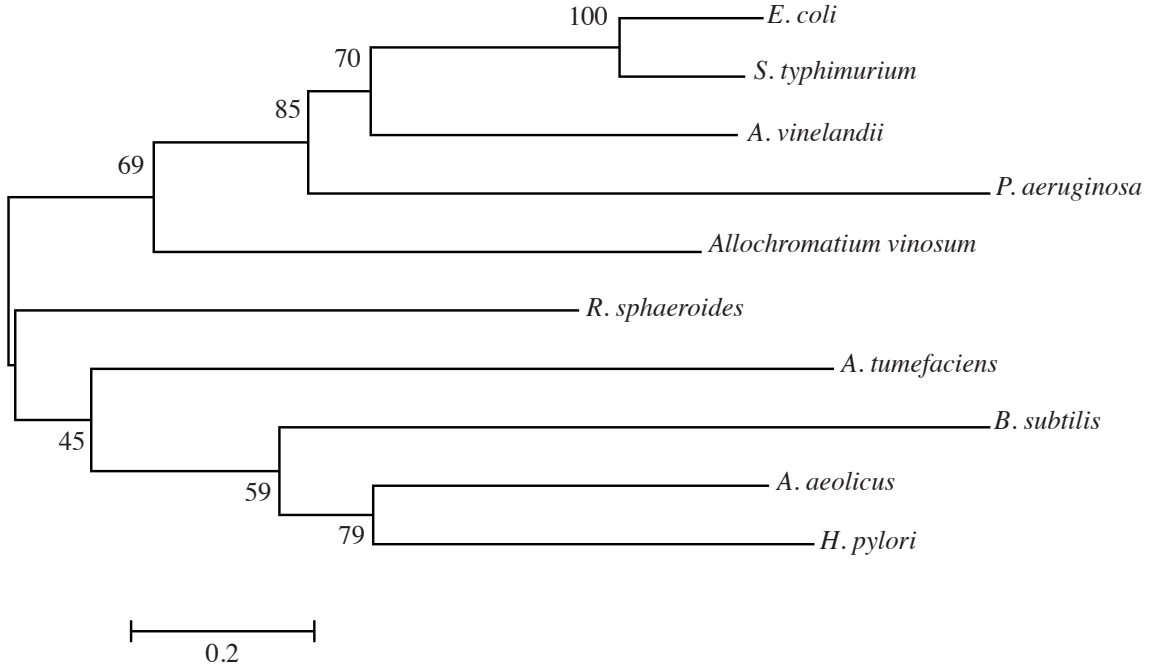 100
E. coli
S. typhimurium
70
85
A. vinelandii
69
P. aeruginosa
Allochromatium vinosum
R. sphaeroides
A. tumefaciens
45
B. subtilis
59
A. aeolicus
79
H. pylori
0.2